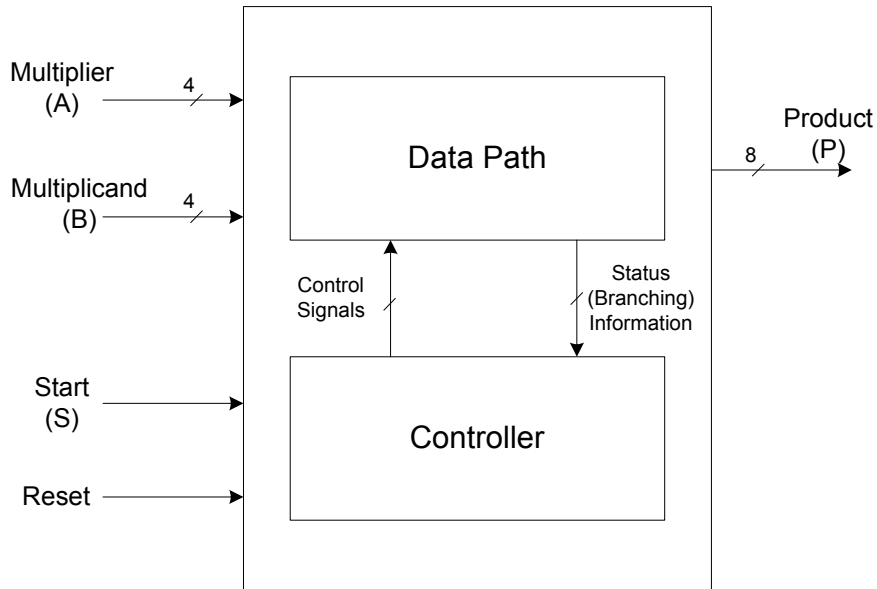 Multiplier
(A)
4
Data Path
Product
(P)
8
Multiplicand
(B)
4
Control
Signals
Status
(Branching)
Information
Start
(S)
Controller
Reset